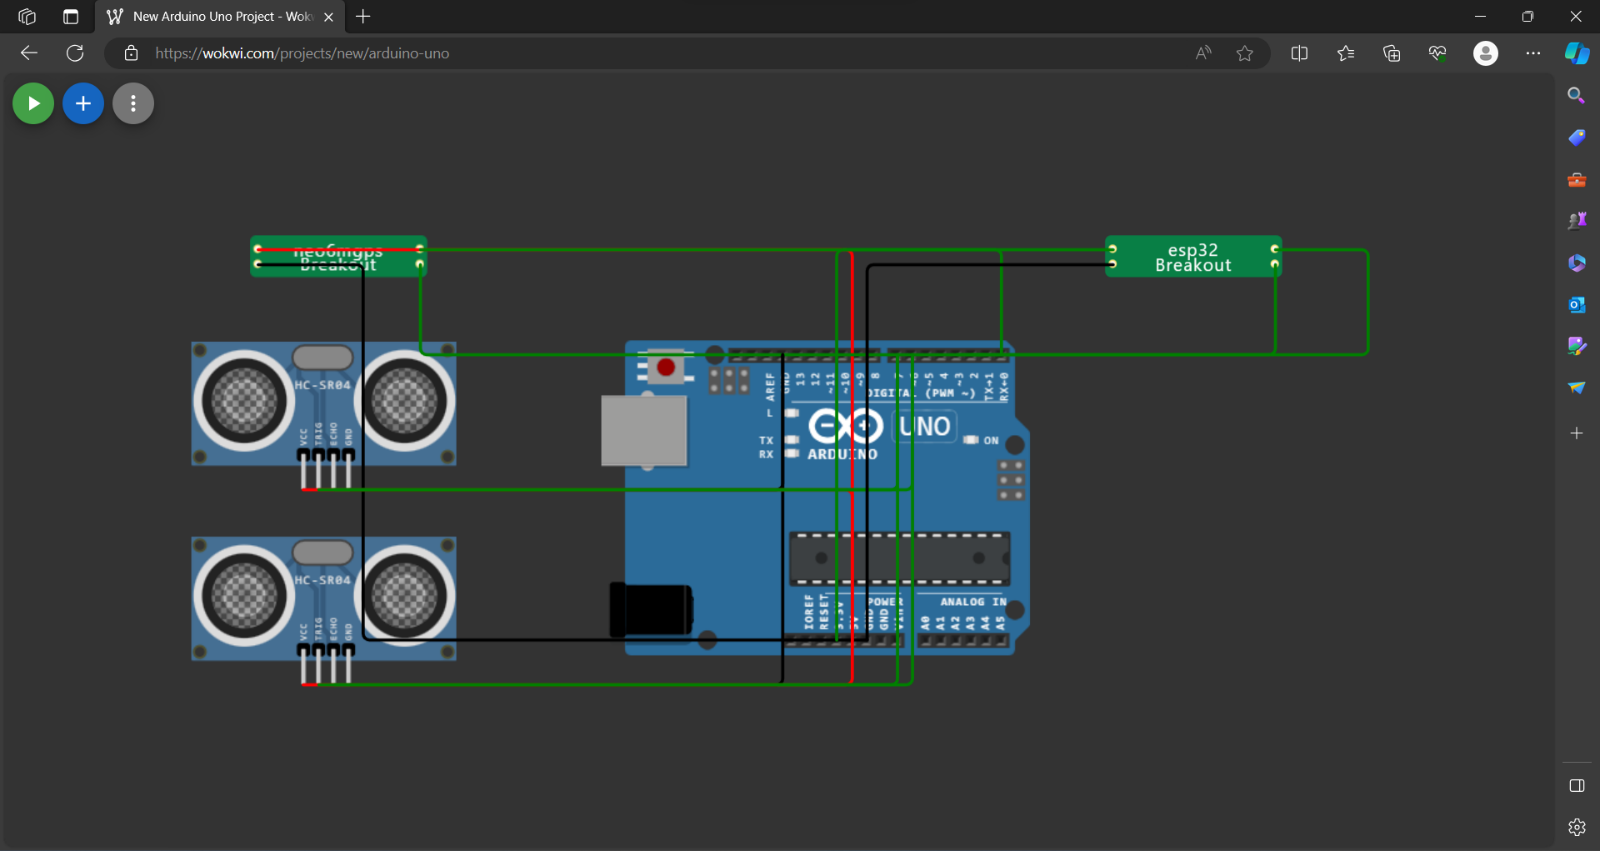 New Arduino Uno Project - Wokw
https://wokwi.com/projects/new/arduino-uno
neo6mgps
Breakout
esp32
Breakout
HC-SR04
VCC
TRIG
ECHO
GND
AREF
GND
13
12
~11
~10
~9
8
7
~6
~5
4
~3
2
TX→1
RX←0
DIGITAL (PWM ~)
L
TX
RX
UNO
ON
ARDUINO
HC-SR04
VCC
TRIG
ECHO
GND
IOREF
RESET
3.3V
5V
GND
GND
VIN
POWER
ANALOG IN
A0
A1
A2
A3
A4
A5